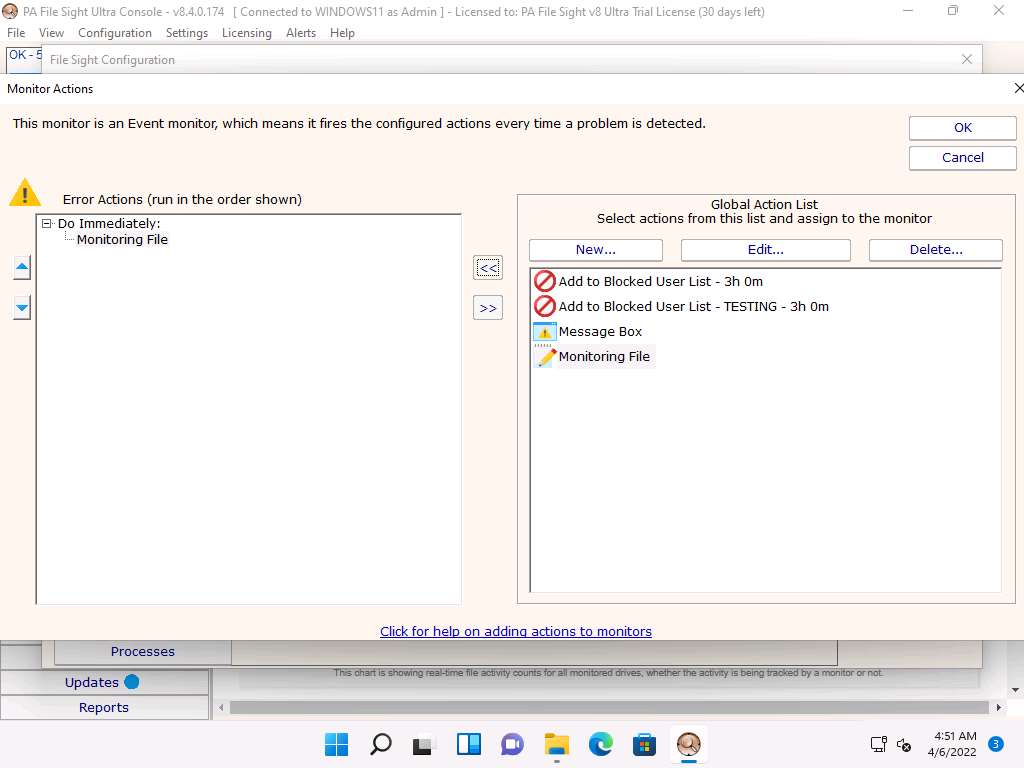 PA File Sight Ultra Console - v8.4.0.174 [ Connected to WINDOWS11 as Admin ] - Licensed to: PA File Sight v8 Ultra Trial License (30 days left)
File View Configuration Settings Licensing Alerts Help
OK - 5
File Sight Configuration
Monitor Actions
This monitor is an Event monitor, which means it fires the configured actions every time a problem is detected.
OK
Cancel
Error Actions (run in the order shown)
Do Immediately:
Monitoring File
<<
>>
Global Action List
Select actions from this list and assign to the monitor
New... Edit... Delete...
Add to Blocked User List - 3h 0m
Add to Blocked User List - TESTING - 3h 0m
Message Box
Monitoring File
Click for help on adding actions to monitors
Processes
Updates
Reports
This chart is showing real-time file activity counts for all monitored drives, whether the activity is being tracked by a monitor or not.
4:51 AM
4/6/2022
3